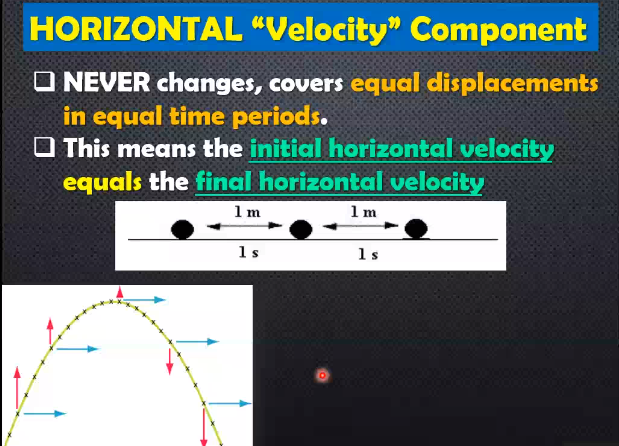 HORIZONTAL “Velocity” Component
NEVER changes, covers equal displacements
in equal time periods.
This means the initial horizontal velocity
equals the final horizontal velocity
1 m 1 m
1 s 1 s